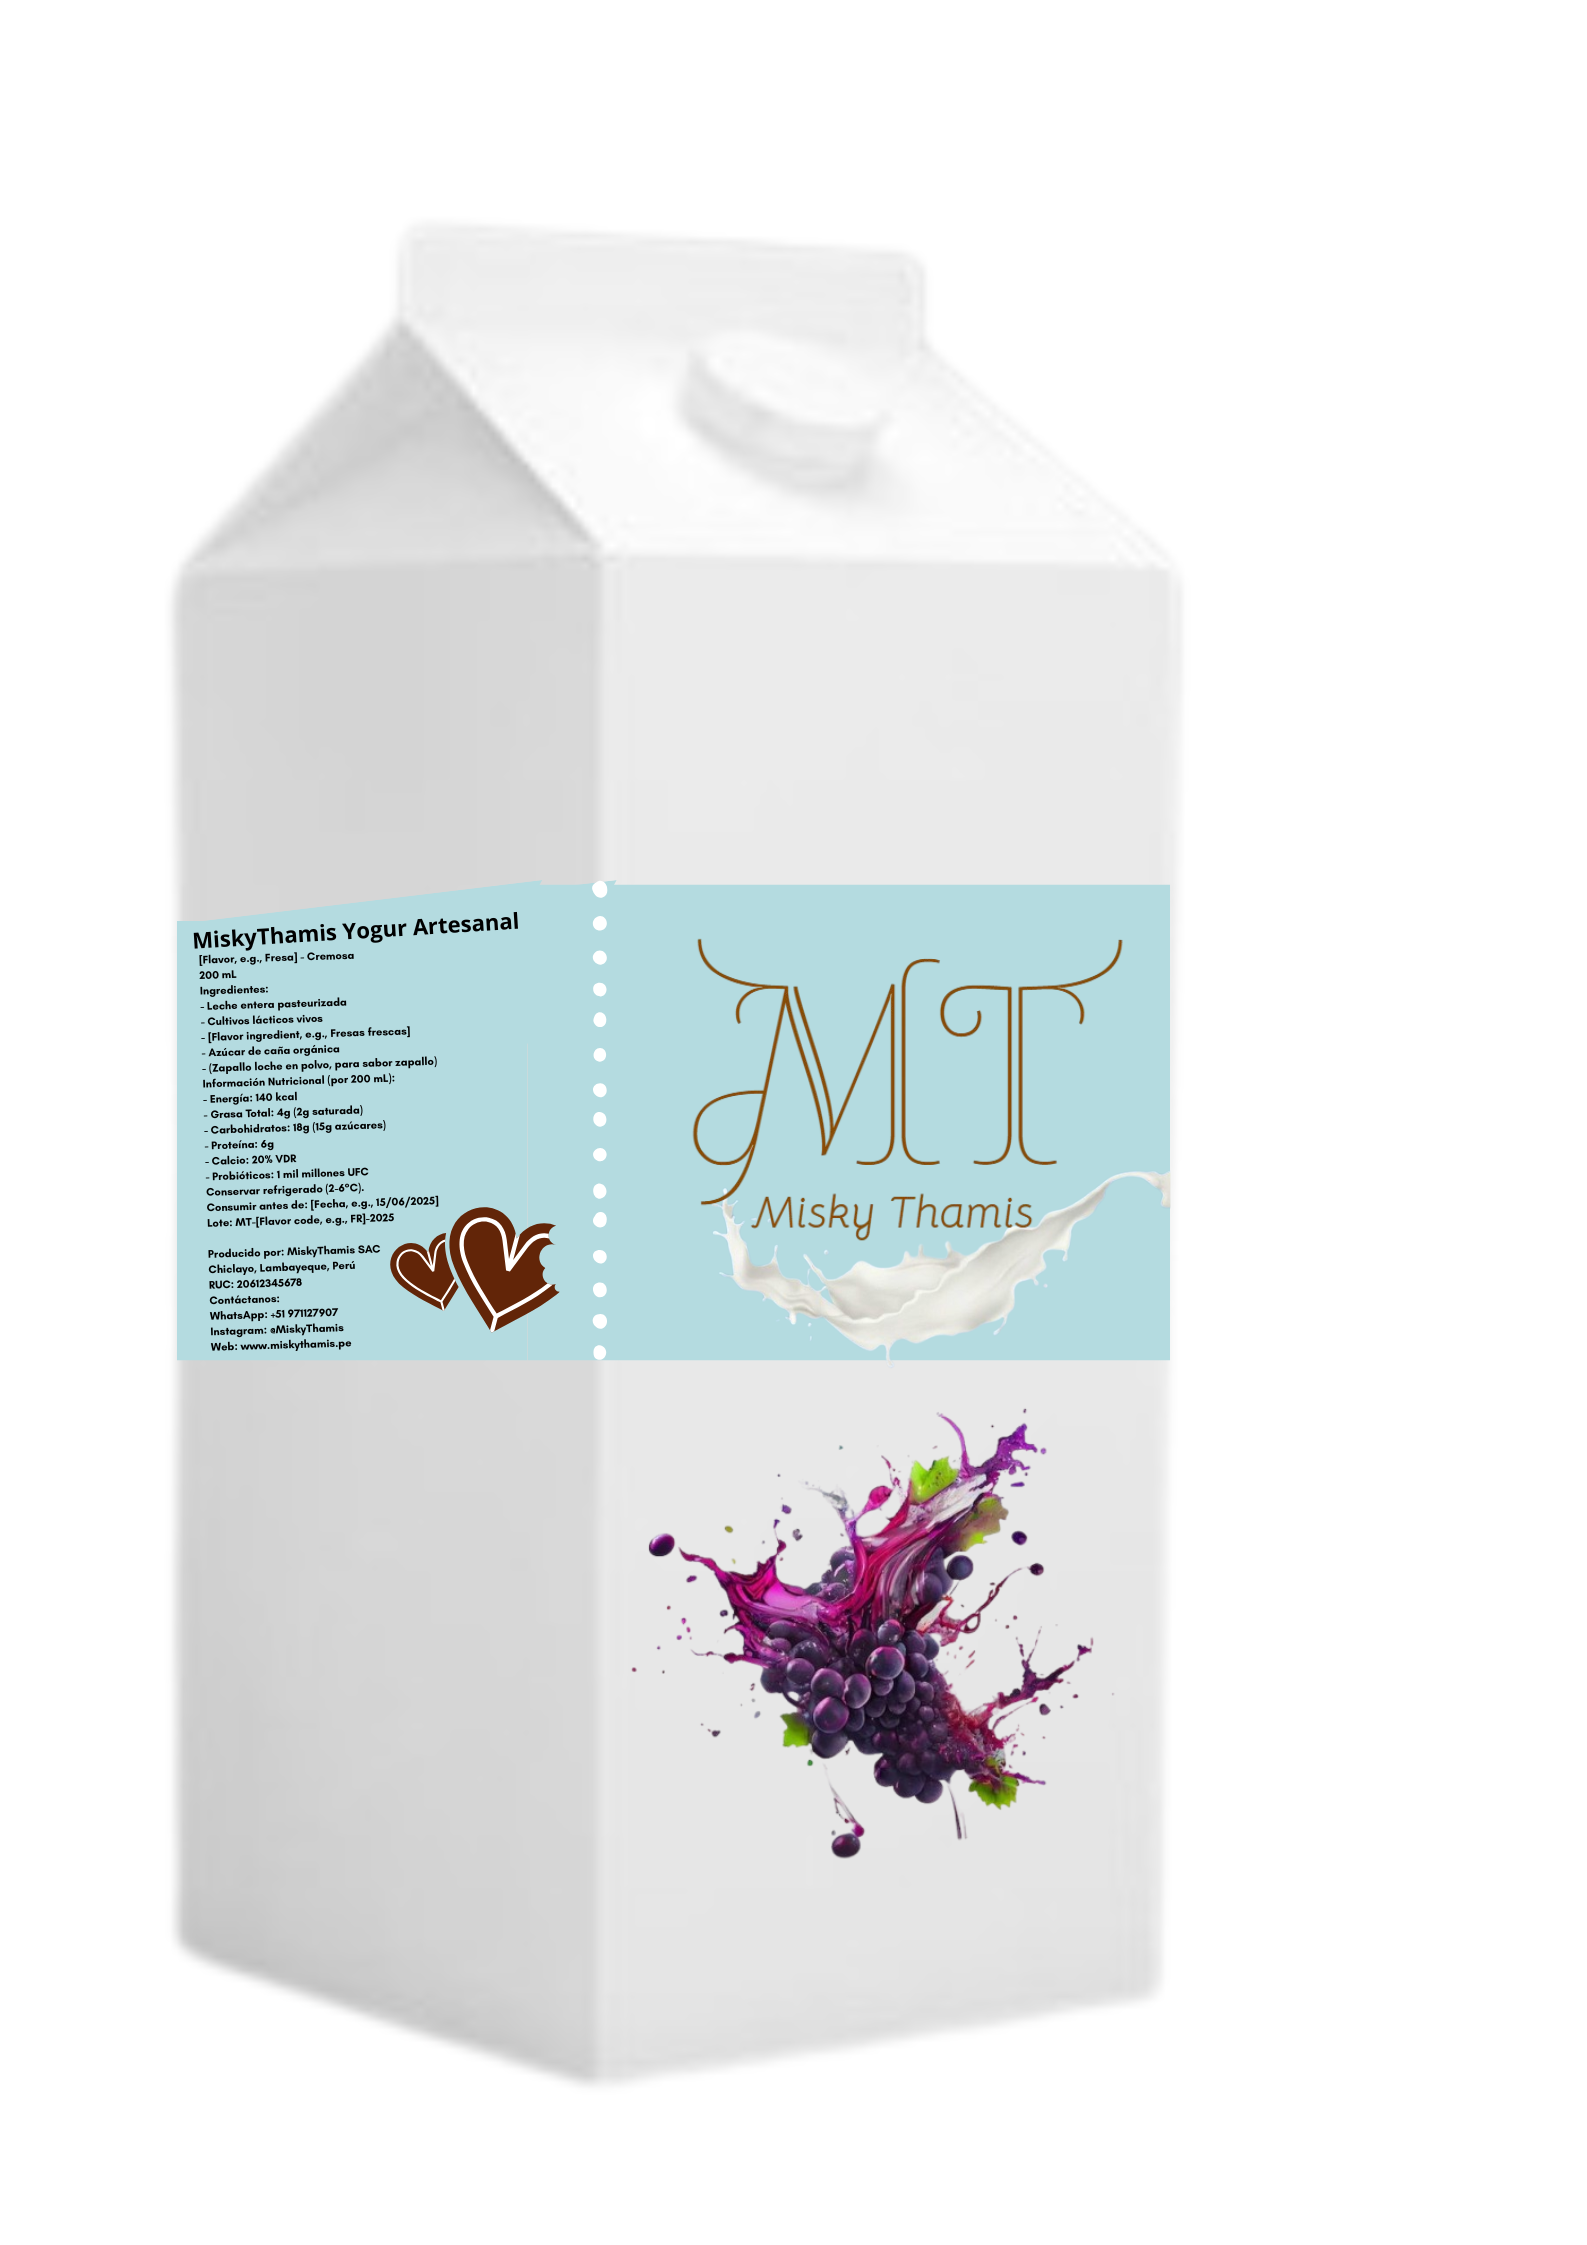 MiskyThamis Yogur Artesanal
[Flavor, e.g., Fresa] - Cremosa
200 mL
Ingredientes:
- Leche entera pasteurizada
- Cultivos lácticos vivos
- [Flavor ingredient, e.g., Fresas frescas]
- Azúcar de caña orgánica
- (Zapallo loche en polvo, para sabor zapallo)
Información Nutricional (por 200 mL):
- Energía: 140 kcal
- Grasa Total: 4g (2g saturada)
- Carbohidratos: 18g (15g azúcares)
- Proteína: 6g
- Calcio: 20% VDR
- Probióticos: 1 mil millones UFC
Conservar refrigerado (2-6°C).
Consumir antes de: [Fecha, e.g., 15/06/2025]
Lote: MT-[Flavor code, e.g., FR]-2025
Producido por: MiskyThamis SAC
Chiclayo, Lambayeque, Perú
RUC: 20612345678
Contáctanos:
WhatsApp: +51 971127907
Instagram: @MiskyThamis
Web: www.miskythamis.pe
MT
Misky Thamis